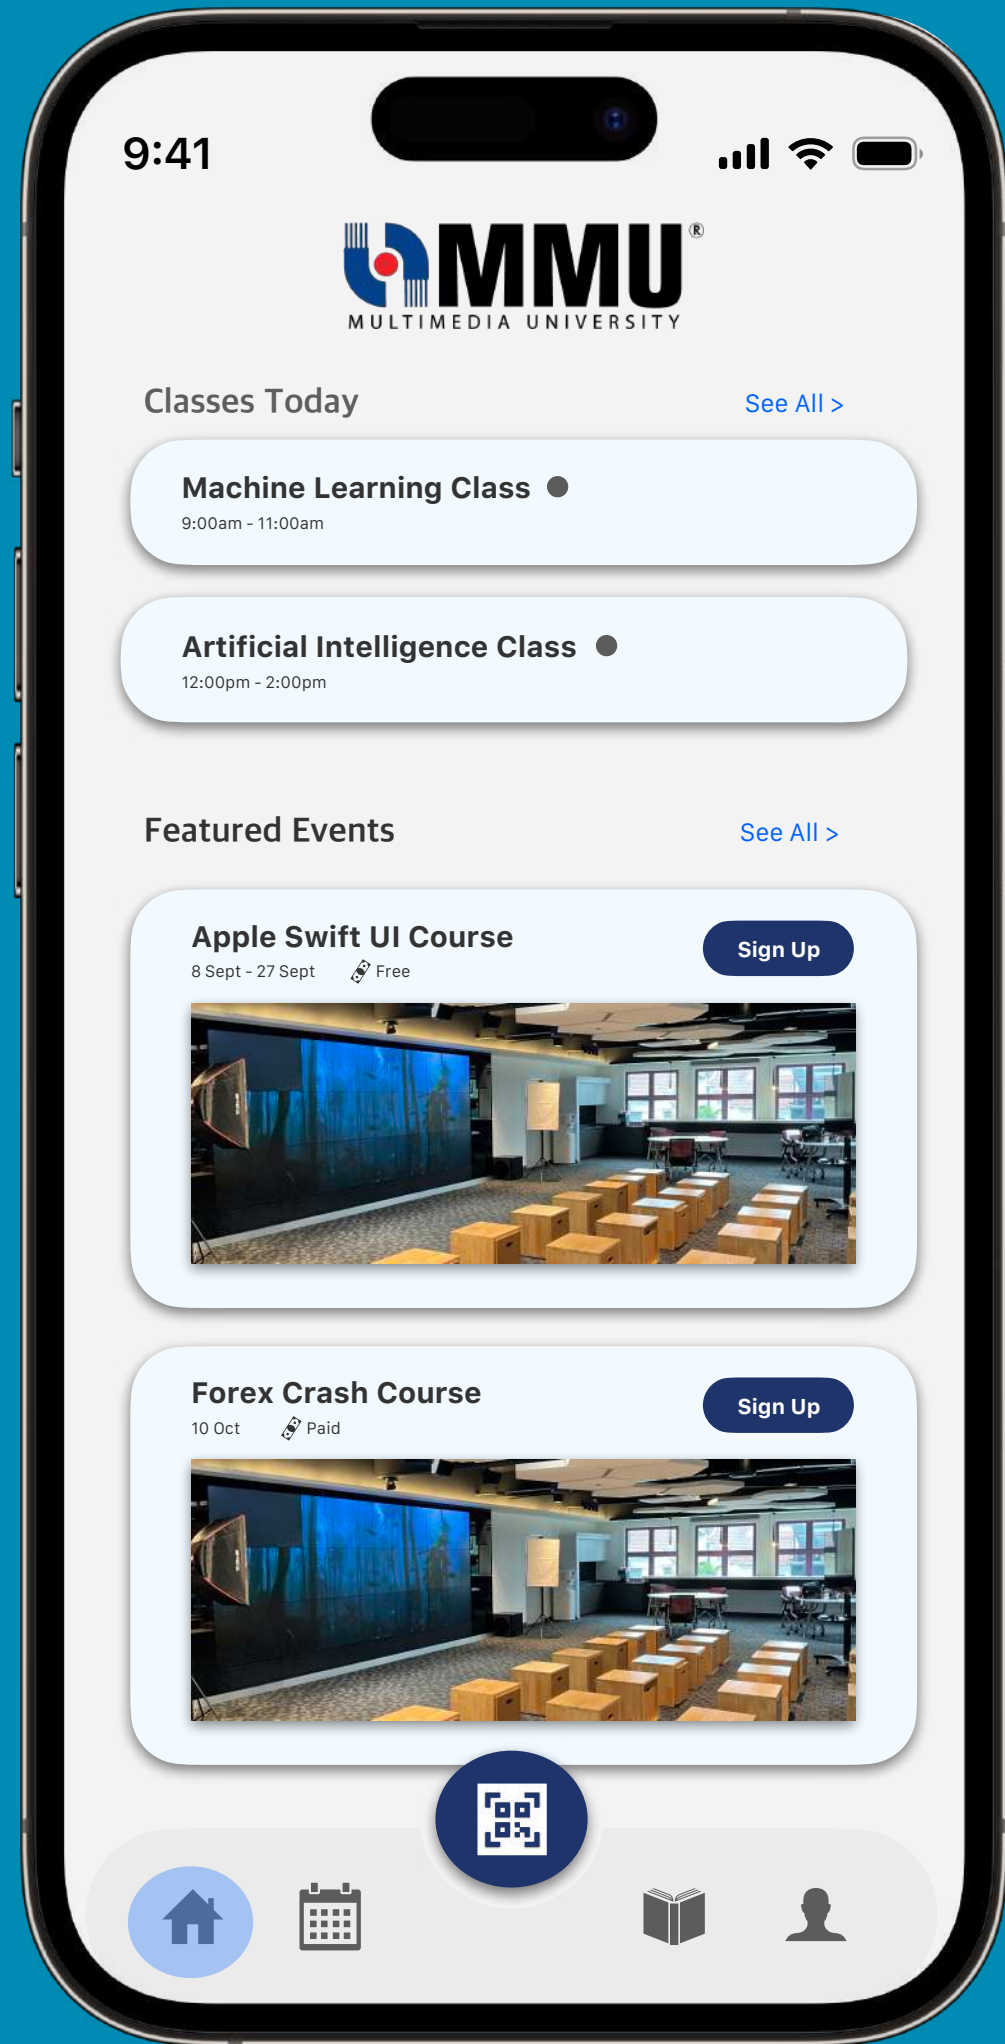 9:41
MMU®
MULTIMEDIA UNIVERSITY
Classes Today
See All >
Machine Learning Class
9:00am - 11:00am
Artificial Intelligence Class
12:00pm - 2:00pm
Featured Events
See All >
Apple Swift UI Course
Sign Up
8 Sept - 27 Sept
Free
Forex Crash Course
Sign Up
10 Oct
Paid